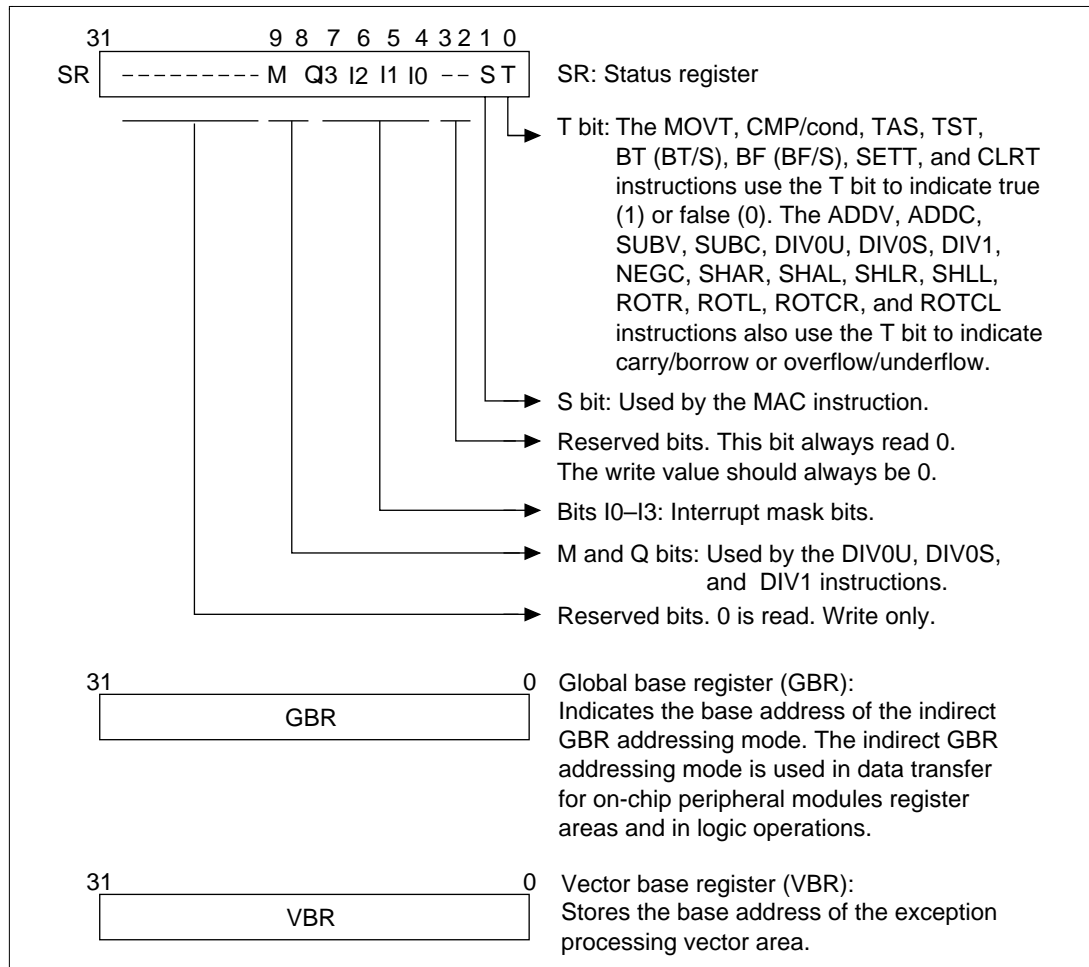 31 9 8 7 6 5 4 3 2 1 0
SR ---------- M Q I3 I2 I1 I0 -- S T SR: Status register
T bit: The MOVT, CMP/cond, TAS, TST,
BT (BT/S), BF (BF/S), SETT, and CLRT
instructions use the T bit to indicate true
(1) or false (0). The ADDV, ADDC,
SUBV, SUBC, DIV0U, DIV0S, DIV1,
NEGC, SHAR, SHAL, SHLR, SHLL,
ROTR, ROTL, ROTCR, and ROTCL
instructions also use the T bit to indicate
carry/borrow or overflow/underflow.
S bit: Used by the MAC instruction.
Reserved bits. This bit always read 0.
The write value should always be 0.
Bits I0–I3: Interrupt mask bits.
M and Q bits: Used by the DIV0U, DIV0S,
and DIV1 instructions.
Reserved bits. 0 is read. Write only.
31 0 Global base register (GBR):
GBR Indicates the base address of the indirect
GBR addressing mode. The indirect GBR
addressing mode is used in data transfer
for on-chip peripheral modules register
areas and in logic operations.
31 0 Vector base register (VBR):
VBR Stores the base address of the exception
processing vector area.